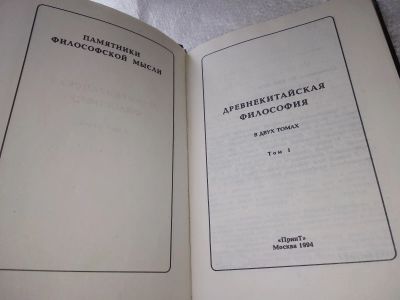 ПАМЯТНИКИ
ФИЛОСОФСКОЙ МЫСЛИ
ДРЕВНЕКИТАЙСКАЯ
ФИЛОСОФИЯ
В ДВУХ ТОМАХ
Том 1
«ПринТ»
Москва 1994